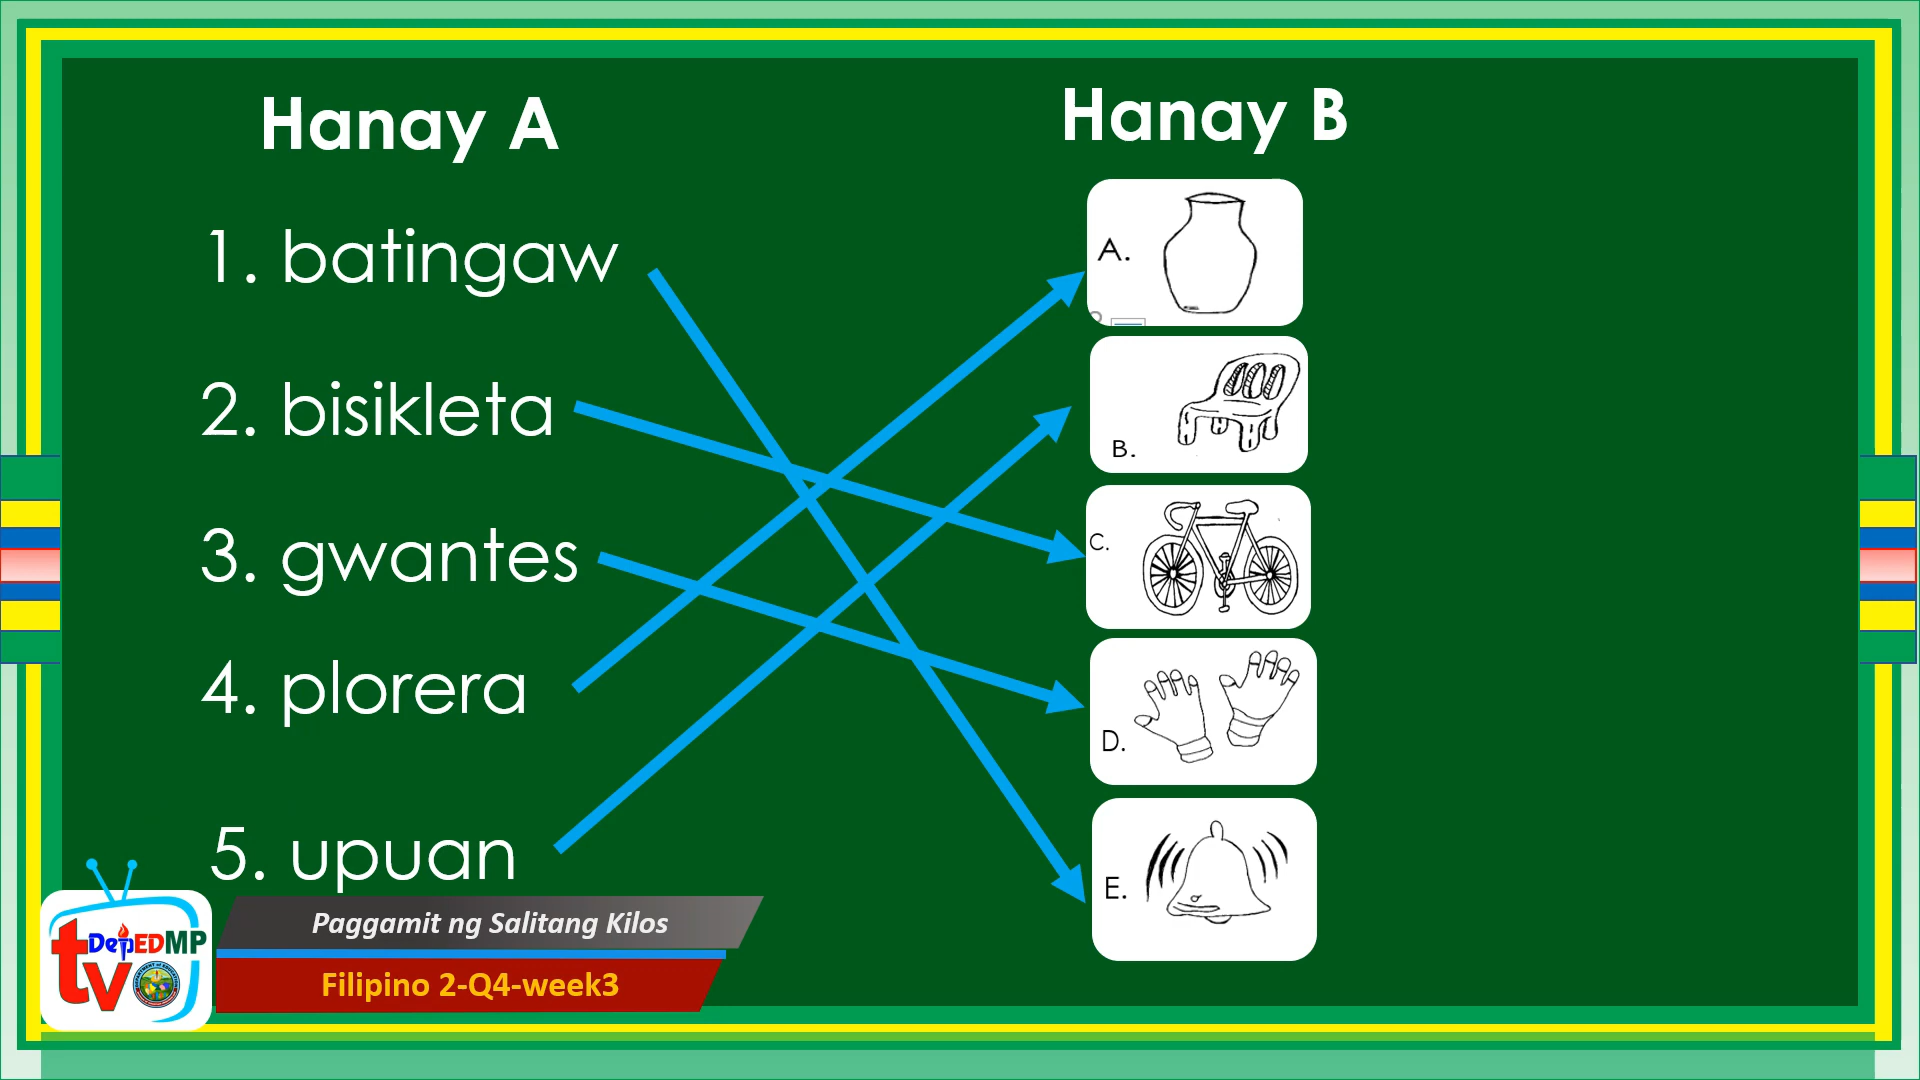 Hanay A
Hanay B
1. batingaw
2. bisikleta
3. gwantes
4. plorera
5. upuan
A.
B.
C.
D.
E.
Paggamit ng Salitang Kilos
Filipino 2-Q4-week3
DepEDMP
tv